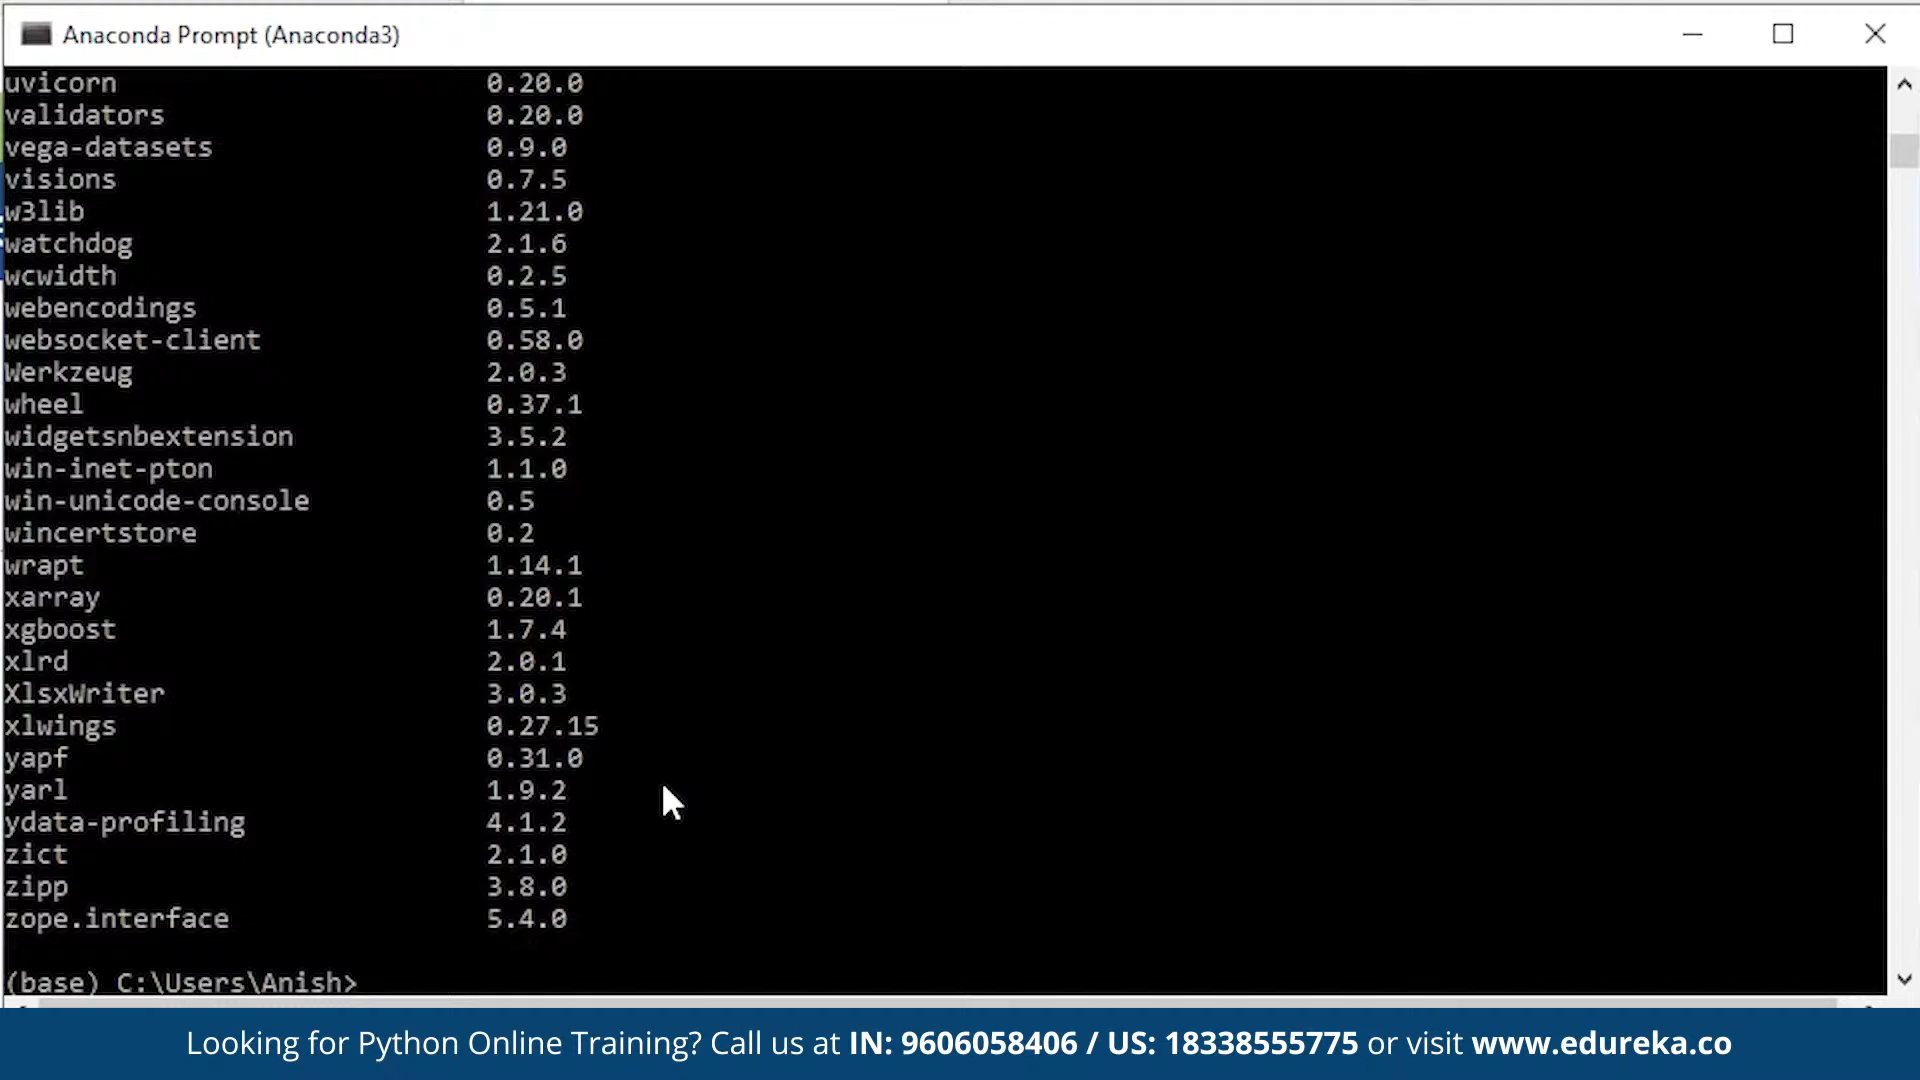 Anaconda Prompt (Anaconda3)
uvicorn 0.20.0
validators 0.20.0
vega-datasets 0.9.0
visions 0.7.5
w3lib 1.21.0
watchdog 2.1.6
wcwidth 0.2.5
webencodings 0.5.1
websocket-client 0.58.0
Werkzeug 2.0.3
wheel 0.37.1
widgetsnbextension 3.5.2
win-inet-pton 1.1.0
win-unicode-console 0.5
wincertstore 0.2
wrapt 1.14.1
xarray 0.20.1
xgboost 1.7.4
xlrd 2.0.1
XlsxWriter 3.0.3
xlwings 0.27.15
yapf 0.31.0
yarl 1.9.2
ydata-profiling 4.1.2
zict 2.1.0
zipp 3.8.0
zope.interface 5.4.0
(base) C:\Users\Anish>
Looking for Python Online Training? Call us at IN: 9606058406 / US: 18338555775 or visit www.edureka.co